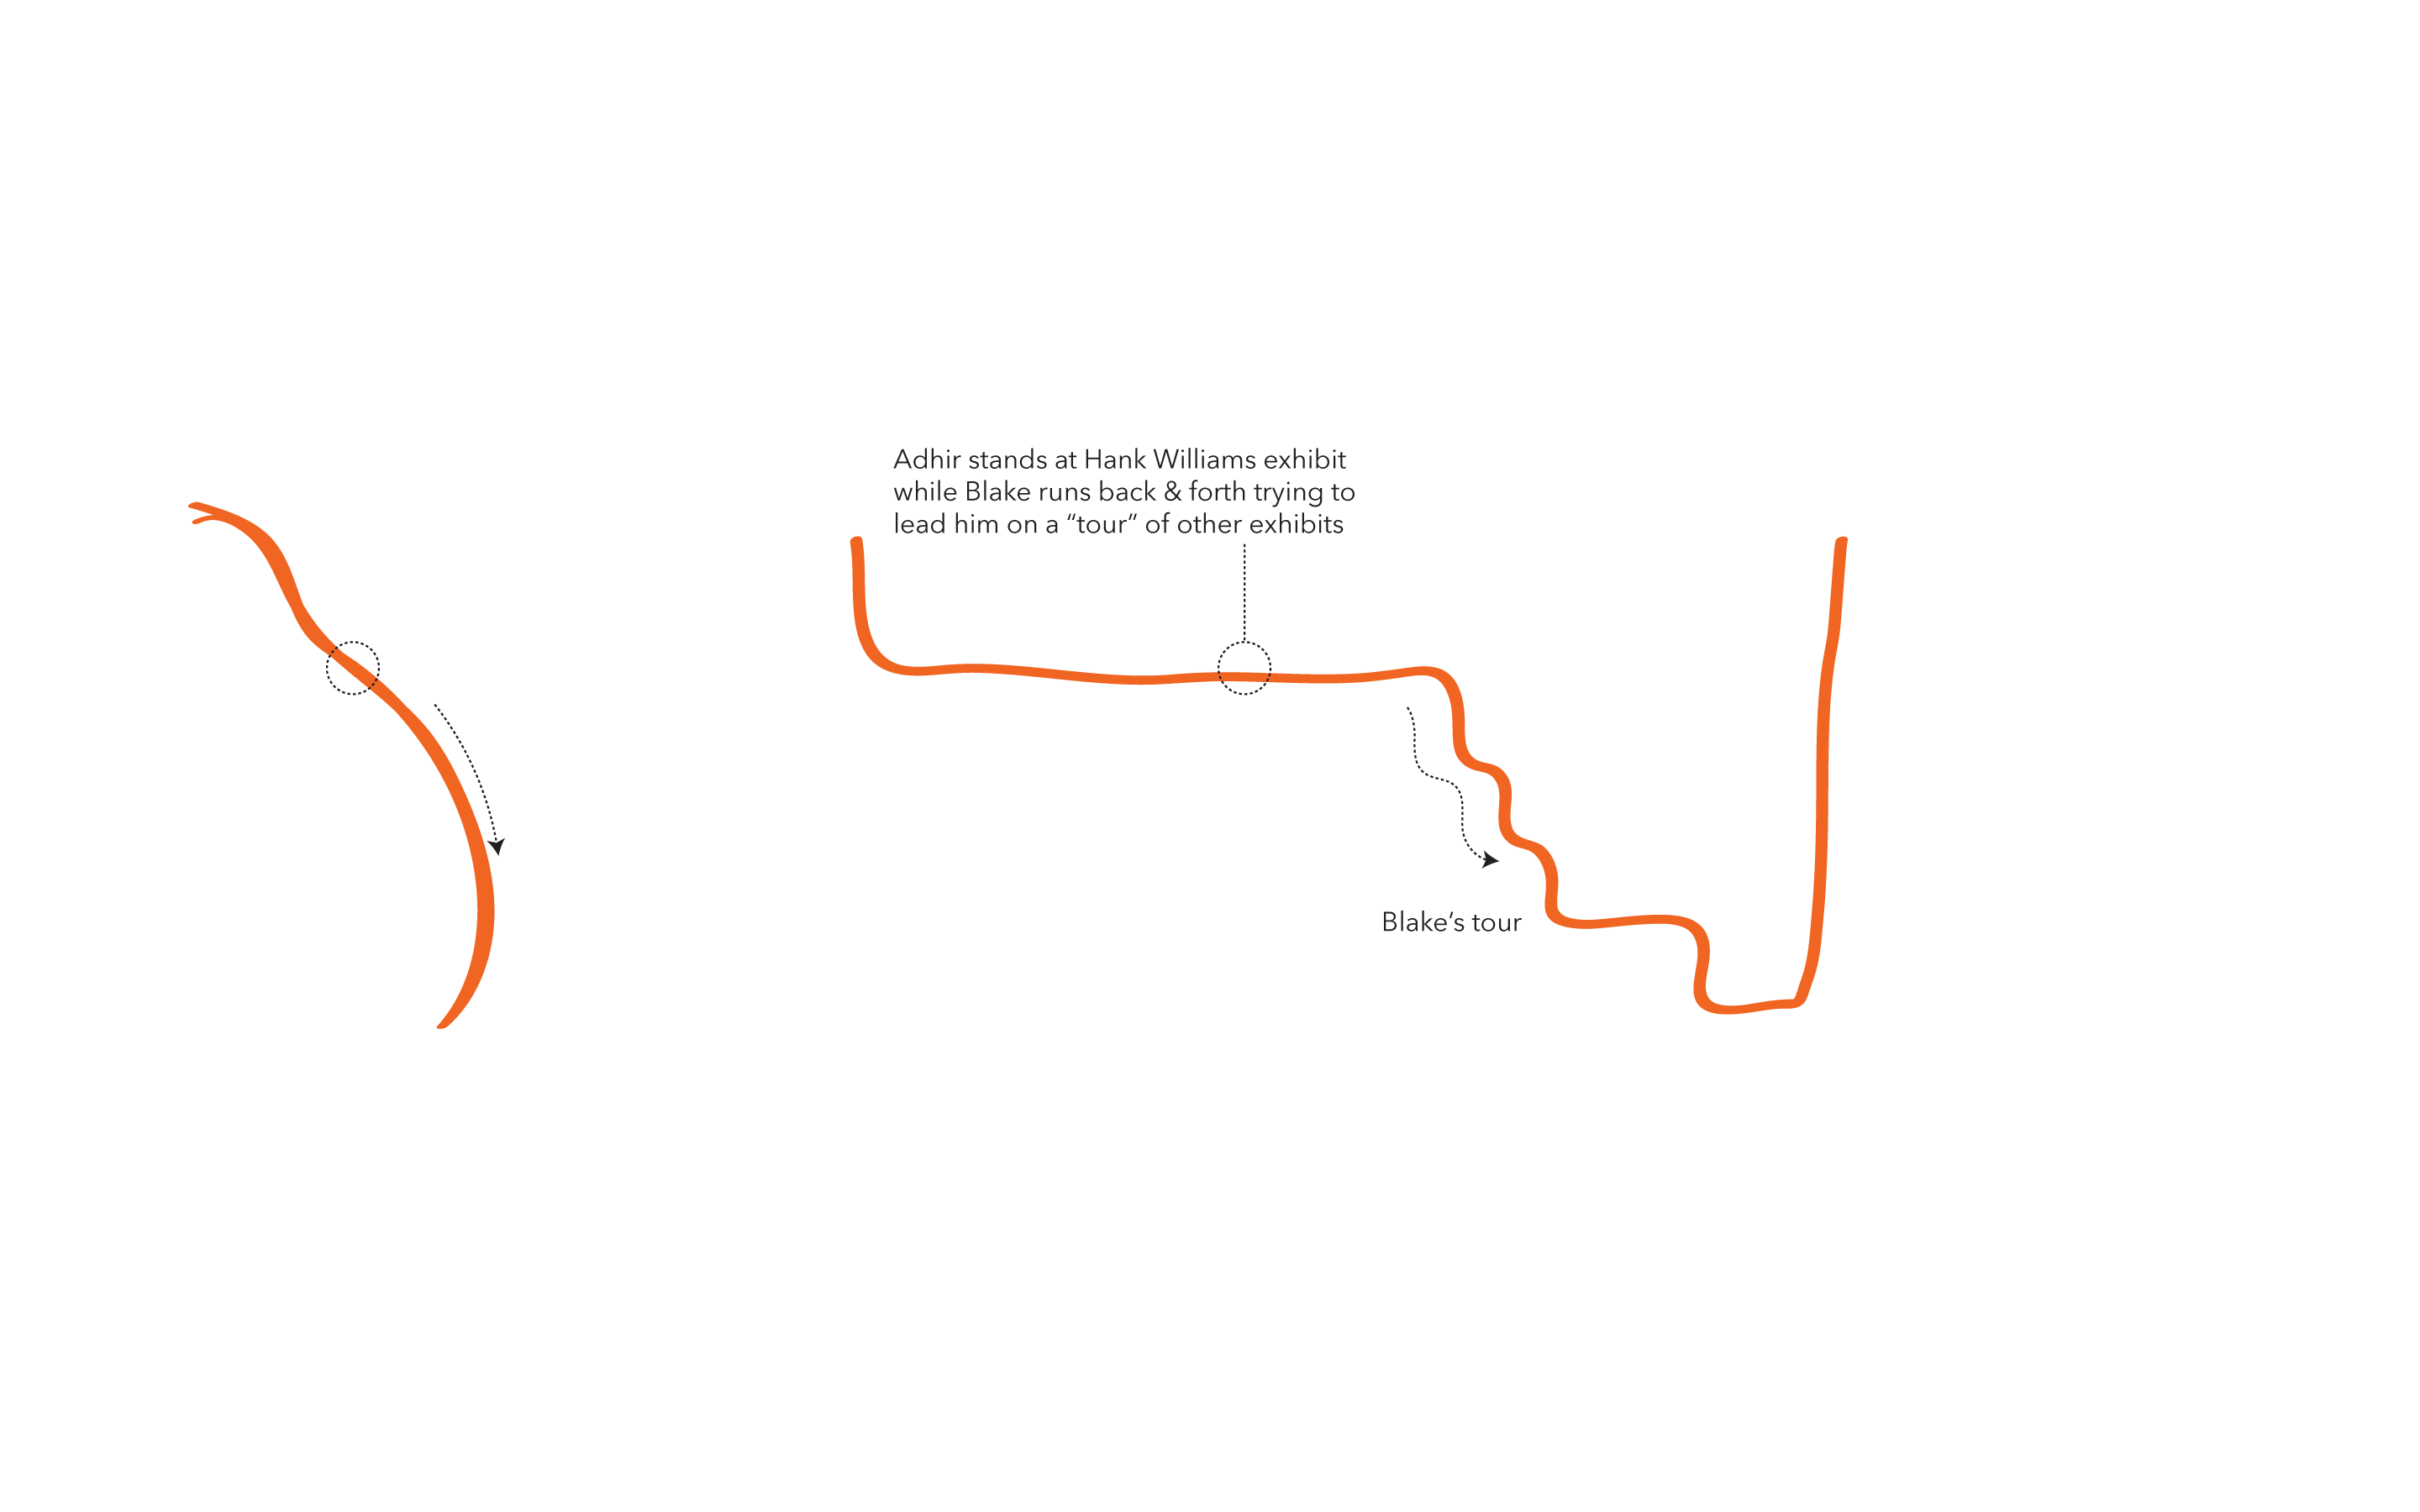 Adhir stands at Hank Williams exhibit
while Blake runs back & forth trying to
lead him on a “tour” of other exhibits
Blake’s tour